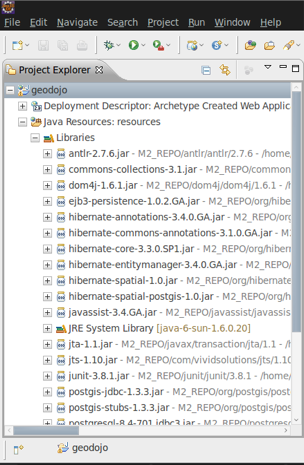 File Edit Navigate Search Project Run Window Help
Project Explorer
geodojo
Deployment Descriptor: Archetype Created Web Applic
Java Resources: resources
Libraries
antlr-2.7.6.jar - M2_REPO/antlr/antlr/2.7.6 - /home/
commons-collections-3.1.jar - M2_REPO/commons-
dom4j-1.6.1.jar - M2_REPO/dom4j/dom4j/1.6.1 - /h
ejb3-persistence-1.0.2.GA.jar - M2_REPO/org/hibe
hibernate-annotations-3.4.0.GA.jar - M2_REPO/org
hibernate-commons-annotations-3.1.0.GA.jar - M2
hibernate-core-3.3.0.SP1.jar - M2_REPO/org/hiber
hibernate-entitymanager-3.4.0.GA.jar - M2_REPO/
hibernate-spatial-1.0.jar - M2_REPO/org/hibernate
hibernate-spatial-postgis-1.0.jar - M2_REPO/org/hi
javassist-3.4.GA.jar - M2_REPO/javassist/javassist/
JRE System Library [java-6-sun-1.6.0.20]
jta-1.1.jar - M2_REPO/javax/transaction/jta/1.1 - /h
jts-1.10.jar - M2_REPO/com/vividsolutions/jts/1.10
junit-3.8.1.jar - M2_REPO/junit/junit/3.8.1 - /home/
postgis-jdbc-1.3.3.jar - M2_REPO/org/postgis/post
postgis-stubs-1.3.3.jar - M2_REPO/org/postgis/pos
postgresql-8.4-701.jdbc3.jar - M2_REPO/postgresc
geodojo